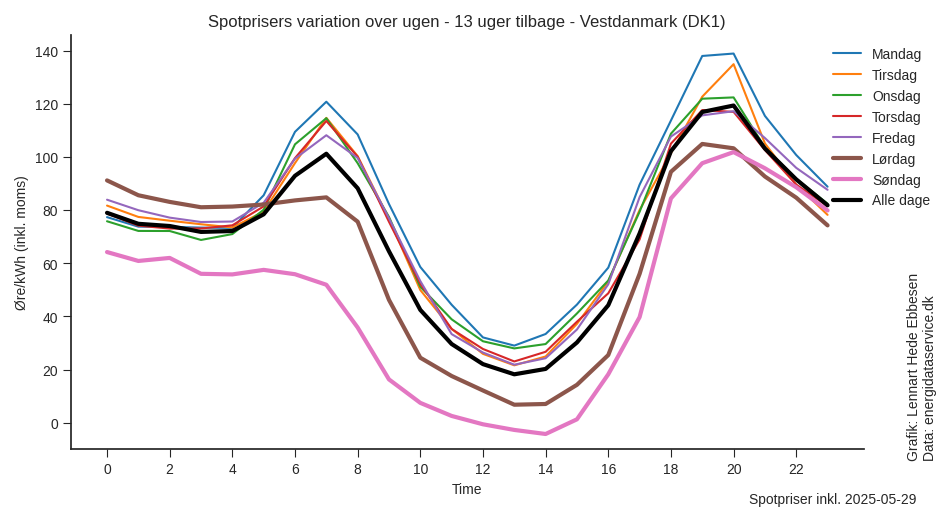 Spotprisers variation over ugen - 13 uger tilbage - Vestdanmark (DK1)
Øre/kWh (inkl. moms)
140
120
100
80
60
40
20
0
0 2 4 6 8 10 12 14 16 18 20 22
Time
Mandag
Tirsdag
Onsdag
Torsdag
Fredag
Lørdag
Søndag
Alle dage
Grafik: Lennart Hede Ebbesen
Data: energidataservice.dk
Spotpriser inkl. 2025-05-29